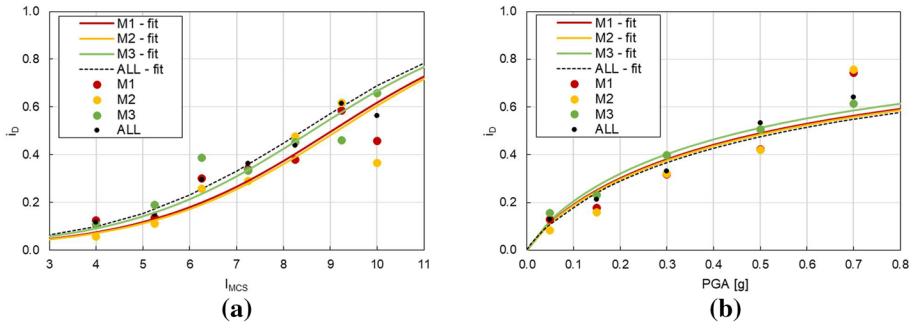 M1 - fit
M2 - fit
M3 - fit
ALL - fit
M1
M2
M3
ALL
1.0
0.8
0.6
0.4
0.2
0.0
i_D
3 4 5 6 7 8 9 10 11
I_MCS
(a)
M1 - fit
M2 - fit
M3 - fit
ALL - fit
M1
M2
M3
ALL
1.0
0.8
0.6
0.4
0.2
0.0
i_D
0.0 0.1 0.2 0.3 0.4 0.5 0.6 0.7 0.8
PGA [g]
(b)